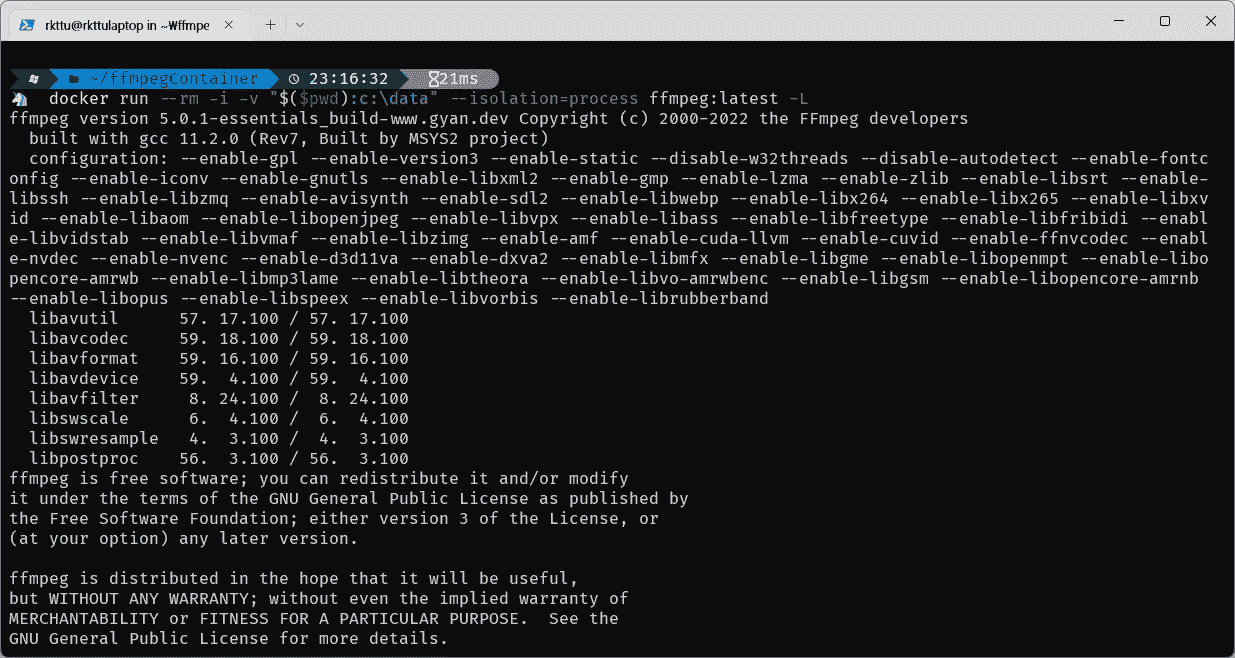 rkttu@rkttulaptop in ~₩ffmpe
~/ffmpegContainer 23:16:32 21ms
docker run --rm -i -v "$($pwd):c:\data" --isolation=process ffmpeg:latest -L
ffmpeg version 5.0.1-essentials_build-www.gyan.dev Copyright (c) 2000-2022 the FFmpeg developers
built with gcc 11.2.0 (Rev7, Built by MSYS2 project)
configuration: --enable-gpl --enable-version3 --enable-static --disable-w32threads --disable-autodetect --enable-fontc
onfig --enable-iconv --enable-gnutls --enable-libxml2 --enable-gmp --enable-lzma --enable-zlib --enable-libsrt --enable-
libssh --enable-libzmq --enable-avisynth --enable-sdl2 --enable-libwebp --enable-libx264 --enable-libx265 --enable-libxv
id --enable-libaom --enable-libopenjpeg --enable-libvpx --enable-libass --enable-libfreetype --enable-libfribidi --enabl
e-libvidstab --enable-libvmaf --enable-libzimg --enable-amf --enable-cuda-llvm --enable-cuvid --enable-ffnvcodec --enabl
e-nvdec --enable-nvenc --enable-d3d11va --enable-dxva2 --enable-libmfx --enable-libgme --enable-libopenmpt --enable-libo
pencore-amrwb --enable-libmp3lame --enable-libtheora --enable-libvo-amrwbenc --enable-libgsm --enable-libopencore-amrnb
--enable-libopus --enable-libspeex --enable-libvorbis --enable-librubberband
libavutil      57. 17.100 / 57. 17.100
libavcodec     59. 18.100 / 59. 18.100
libavformat    59. 16.100 / 59. 16.100
libavdevice    59.  4.100 / 59.  4.100
libavfilter     8. 24.100 /  8. 24.100
libswscale      6.  4.100 /  6.  4.100
libswresample   4.  3.100 /  4.  3.100
libpostproc    56.  3.100 / 56.  3.100
ffmpeg is free software; you can redistribute it and/or modify
it under the terms of the GNU General Public License as published by
the Free Software Foundation; either version 3 of the License, or
(at your option) any later version.
ffmpeg is distributed in the hope that it will be useful,
but WITHOUT ANY WARRANTY; without even the implied warranty of
MERCHANTABILITY or FITNESS FOR A PARTICULAR PURPOSE.  See the
GNU General Public License for more details.